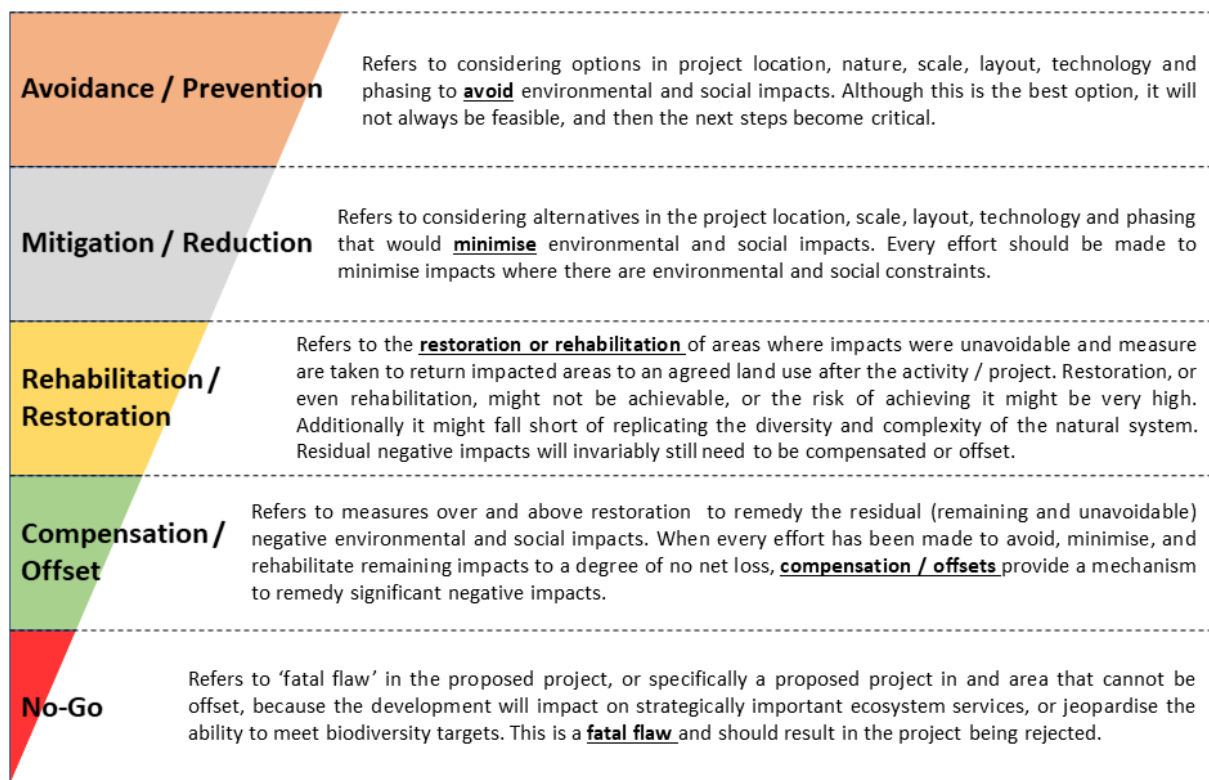 Avoidance / Prevention
Refers to considering options in project location, nature, scale, layout, technology and
phasing to avoid environmental and social impacts. Although this is the best option, it will
not always be feasible, and then the next steps become critical.
Mitigation / Reduction
Refers to considering alternatives in the project location, scale, layout, technology and phasing
that would minimise environmental and social impacts. Every effort should be made to
minimise impacts where there are environmental and social constraints.
Rehabilitation /
Restoration
Refers to the restoration or rehabilitation of areas where impacts were unavoidable and measure
are taken to return impacted areas to an agreed land use after the activity / project. Restoration, or
even rehabilitation, might not be achievable, or the risk of achieving it might be very high.
Additionally it might fall short of replicating the diversity and complexity of the natural system.
Residual negative impacts will invariably still need to be compensated or offset.
Compensation /
Offset
Refers to measures over and above restoration to remedy the residual (remaining and unavoidable)
negative environmental and social impacts. When every effort has been made to avoid, minimise, and
rehabilitate remaining impacts to a degree of no net loss, compensation / offsets provide a mechanism
to remedy significant negative impacts.
No-Go
Refers to ‘fatal flaw’ in the proposed project, or specifically a proposed project in and area that cannot be
offset, because the development will impact on strategically important ecosystem services, or jeopardise the
ability to meet biodiversity targets. This is a fatal flaw and should result in the project being rejected.